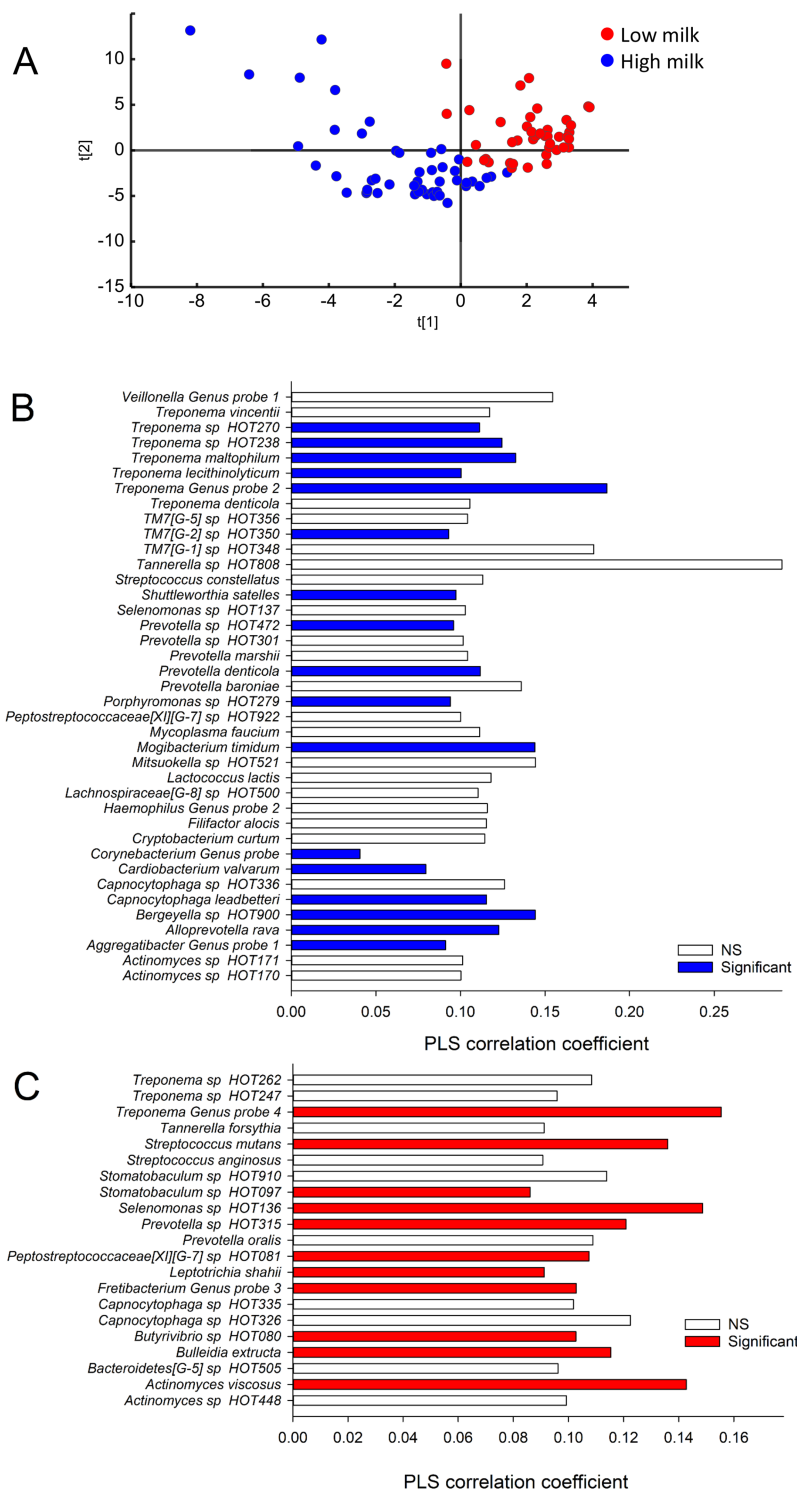 A
Low milk
High milk
t[2]
10
5
0
-5
-10
-15
-10
-8
-6
-4
-2
0
2
4
t[1]
B
Veillonella Genus probe 1
Treponema vincentii
Treponema sp HOT270
Treponema sp HOT238
Treponema maltophilum
Treponema lecithinolyticum
Treponema Genus probe 2
Treponema denticola
TM7[G-5] sp HOT356
TM7[G-2] sp HOT350
TM7[G-1] sp HOT348
Tannerella sp HOT808
Streptococcus constellatus
Shuttleworthia satelles
Selenomonas sp HOT137
Prevotella sp HOT472
Prevotella sp HOT301
Prevotella marshii
Prevotella denticola
Prevotella baroniae
Porphyromonas sp HOT279
Peptostreptococcaceae[XI][G-7] sp HOT922
Mycoplasma faucium
Mogibacterium timidum
Mitsuokella sp HOT521
Lactococcus lactis
Lachnospiraceae[G-8] sp HOT500
Haemophilus Genus probe 2
Filifactor alocis
Cryptobacterium curtum
Corynebacterium Genus probe
Cardiobacterium valvarum
Capnocytophaga sp HOT336
Capnocytophaga leadbetteri
Bergeyella sp HOT900
Alloprevotella rava
Aggregatibacter Genus probe 1
Actinomyces sp HOT171
Actinomyces sp HOT170
NS
Significant
0.00
0.05
0.10
0.15
0.20
0.25
PLS correlation coefficient
C
Treponema sp HOT262
Treponema sp HOT247
Treponema Genus probe 4
Tannerella forsythia
Streptococcus mutans
Streptococcus anginosus
Stomatobaculum sp HOT910
Stomatobaculum sp HOT097
Selenomonas sp HOT136
Prevotella sp HOT315
Prevotella oralis
Peptostreptococcaceae[XI][G-7] sp HOT081
Leptotrichia shahii
Fretibacterium Genus probe 3
Capnocytophaga sp HOT335
Capnocytophaga sp HOT326
Butyrivibrio sp HOT080
Bulleidia extructa
Bacteroidetes[G-5] sp HOT505
Actinomyces viscosus
Actinomyces sp HOT448
NS
Significant
0.00
0.02
0.04
0.06
0.08
0.10
0.12
0.14
0.16
PLS correlation coefficient